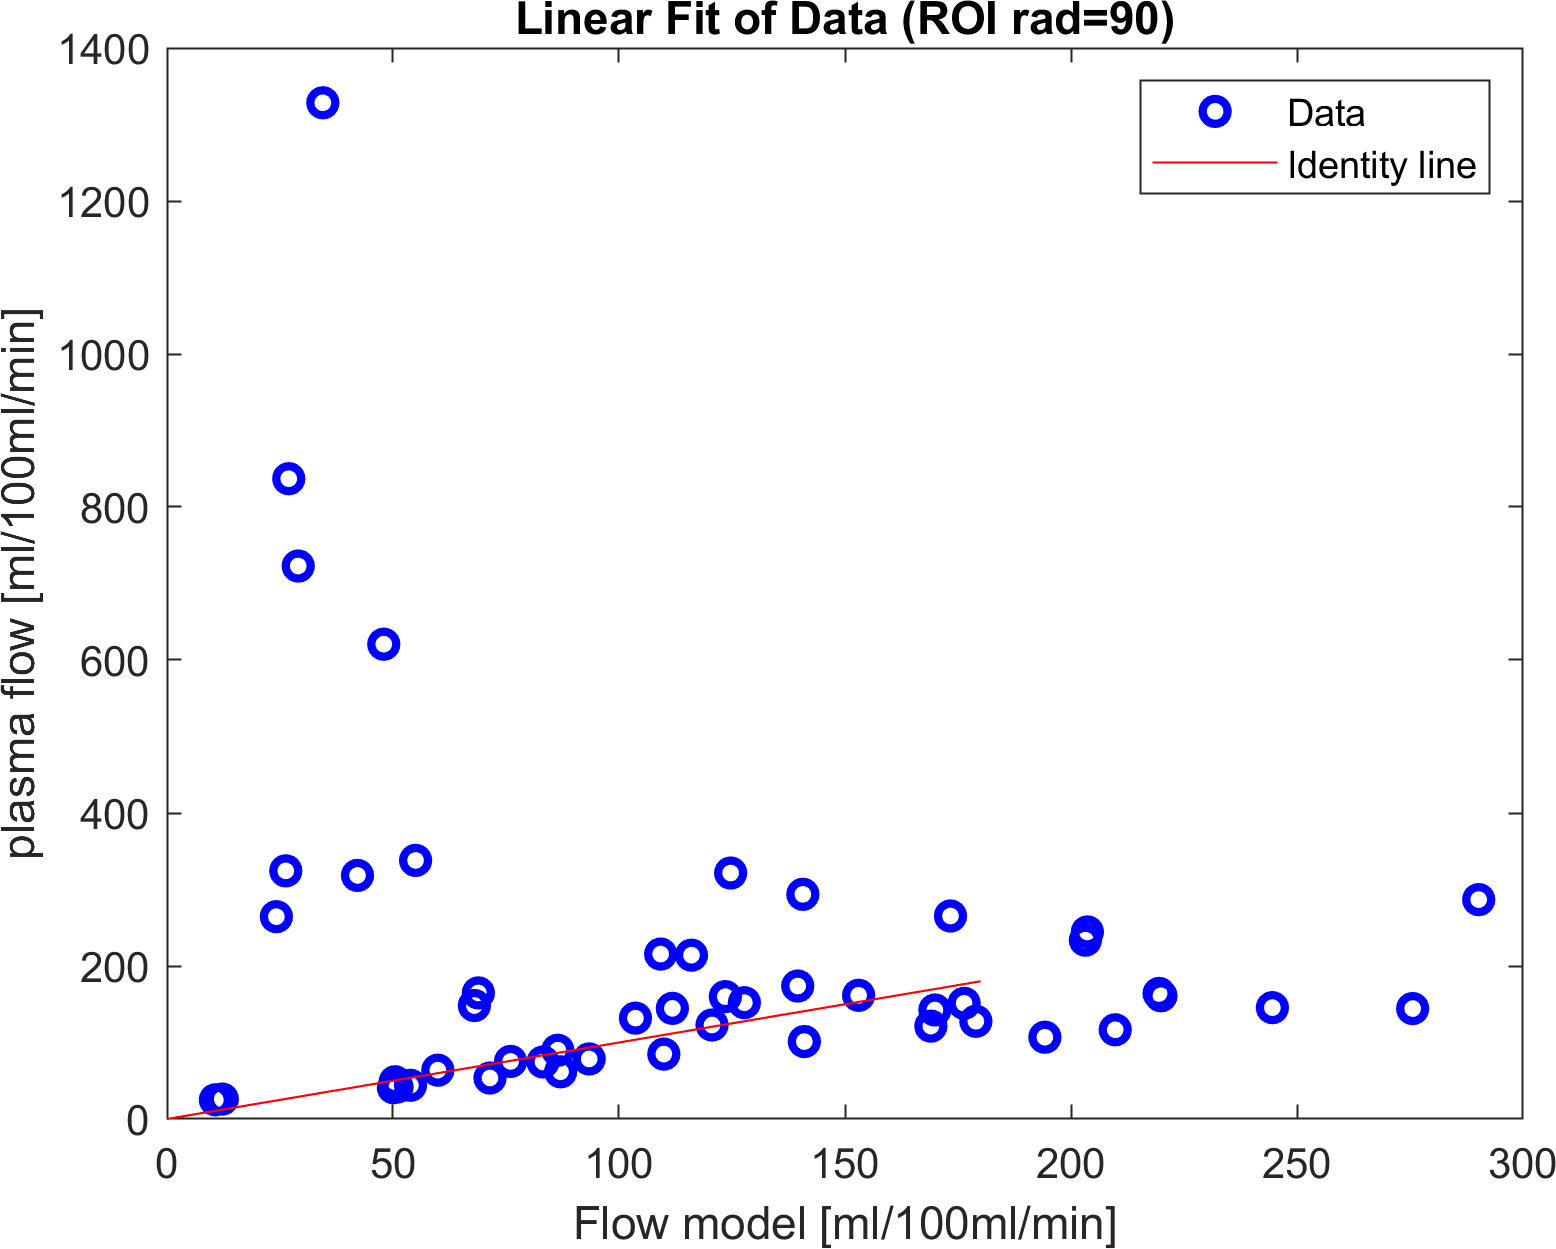 Linear Fit of Data (ROI rad=90)
1400
1200
1000
800
600
400
200
0
plasma flow [ml/100ml/min]
Data
Identity line
0 50 100 150 200 250 300
Flow model [ml/100ml/min]